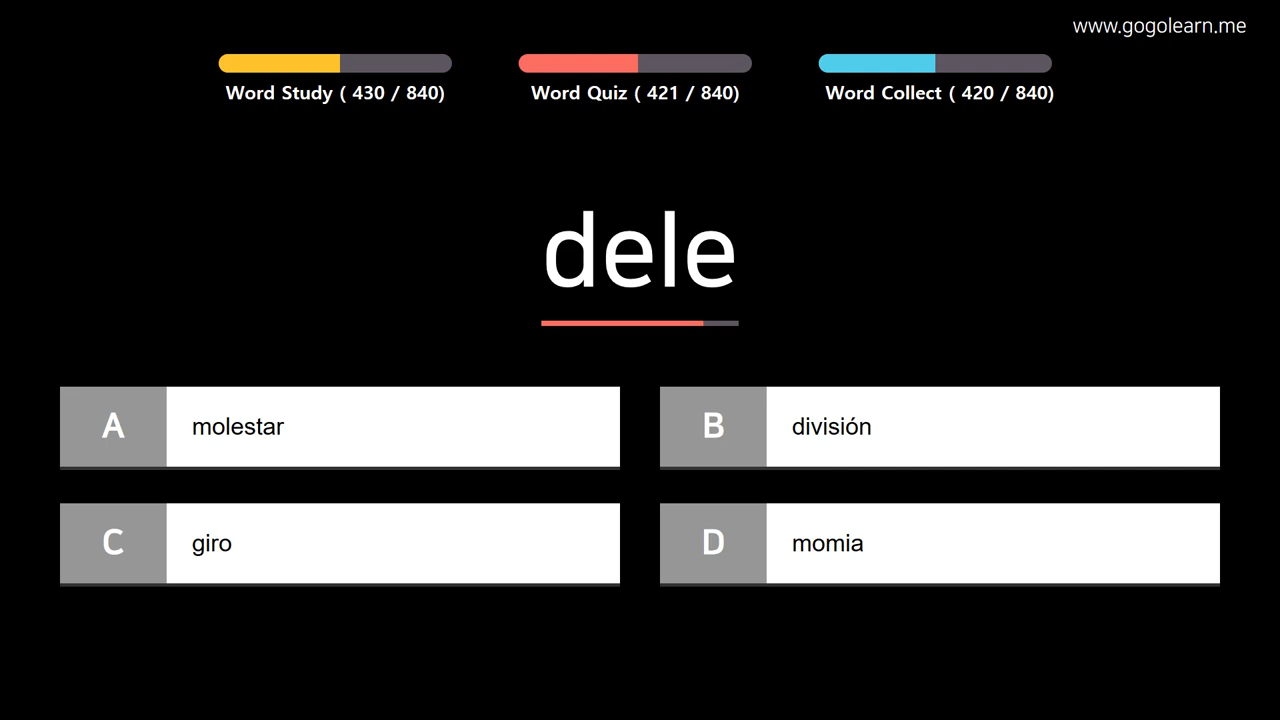 www.gogolearn.me
Word Study ( 430 / 840)
Word Quiz ( 421 / 840)
Word Collect ( 420 / 840)
dele
A molestar
B división
C giro
D momia